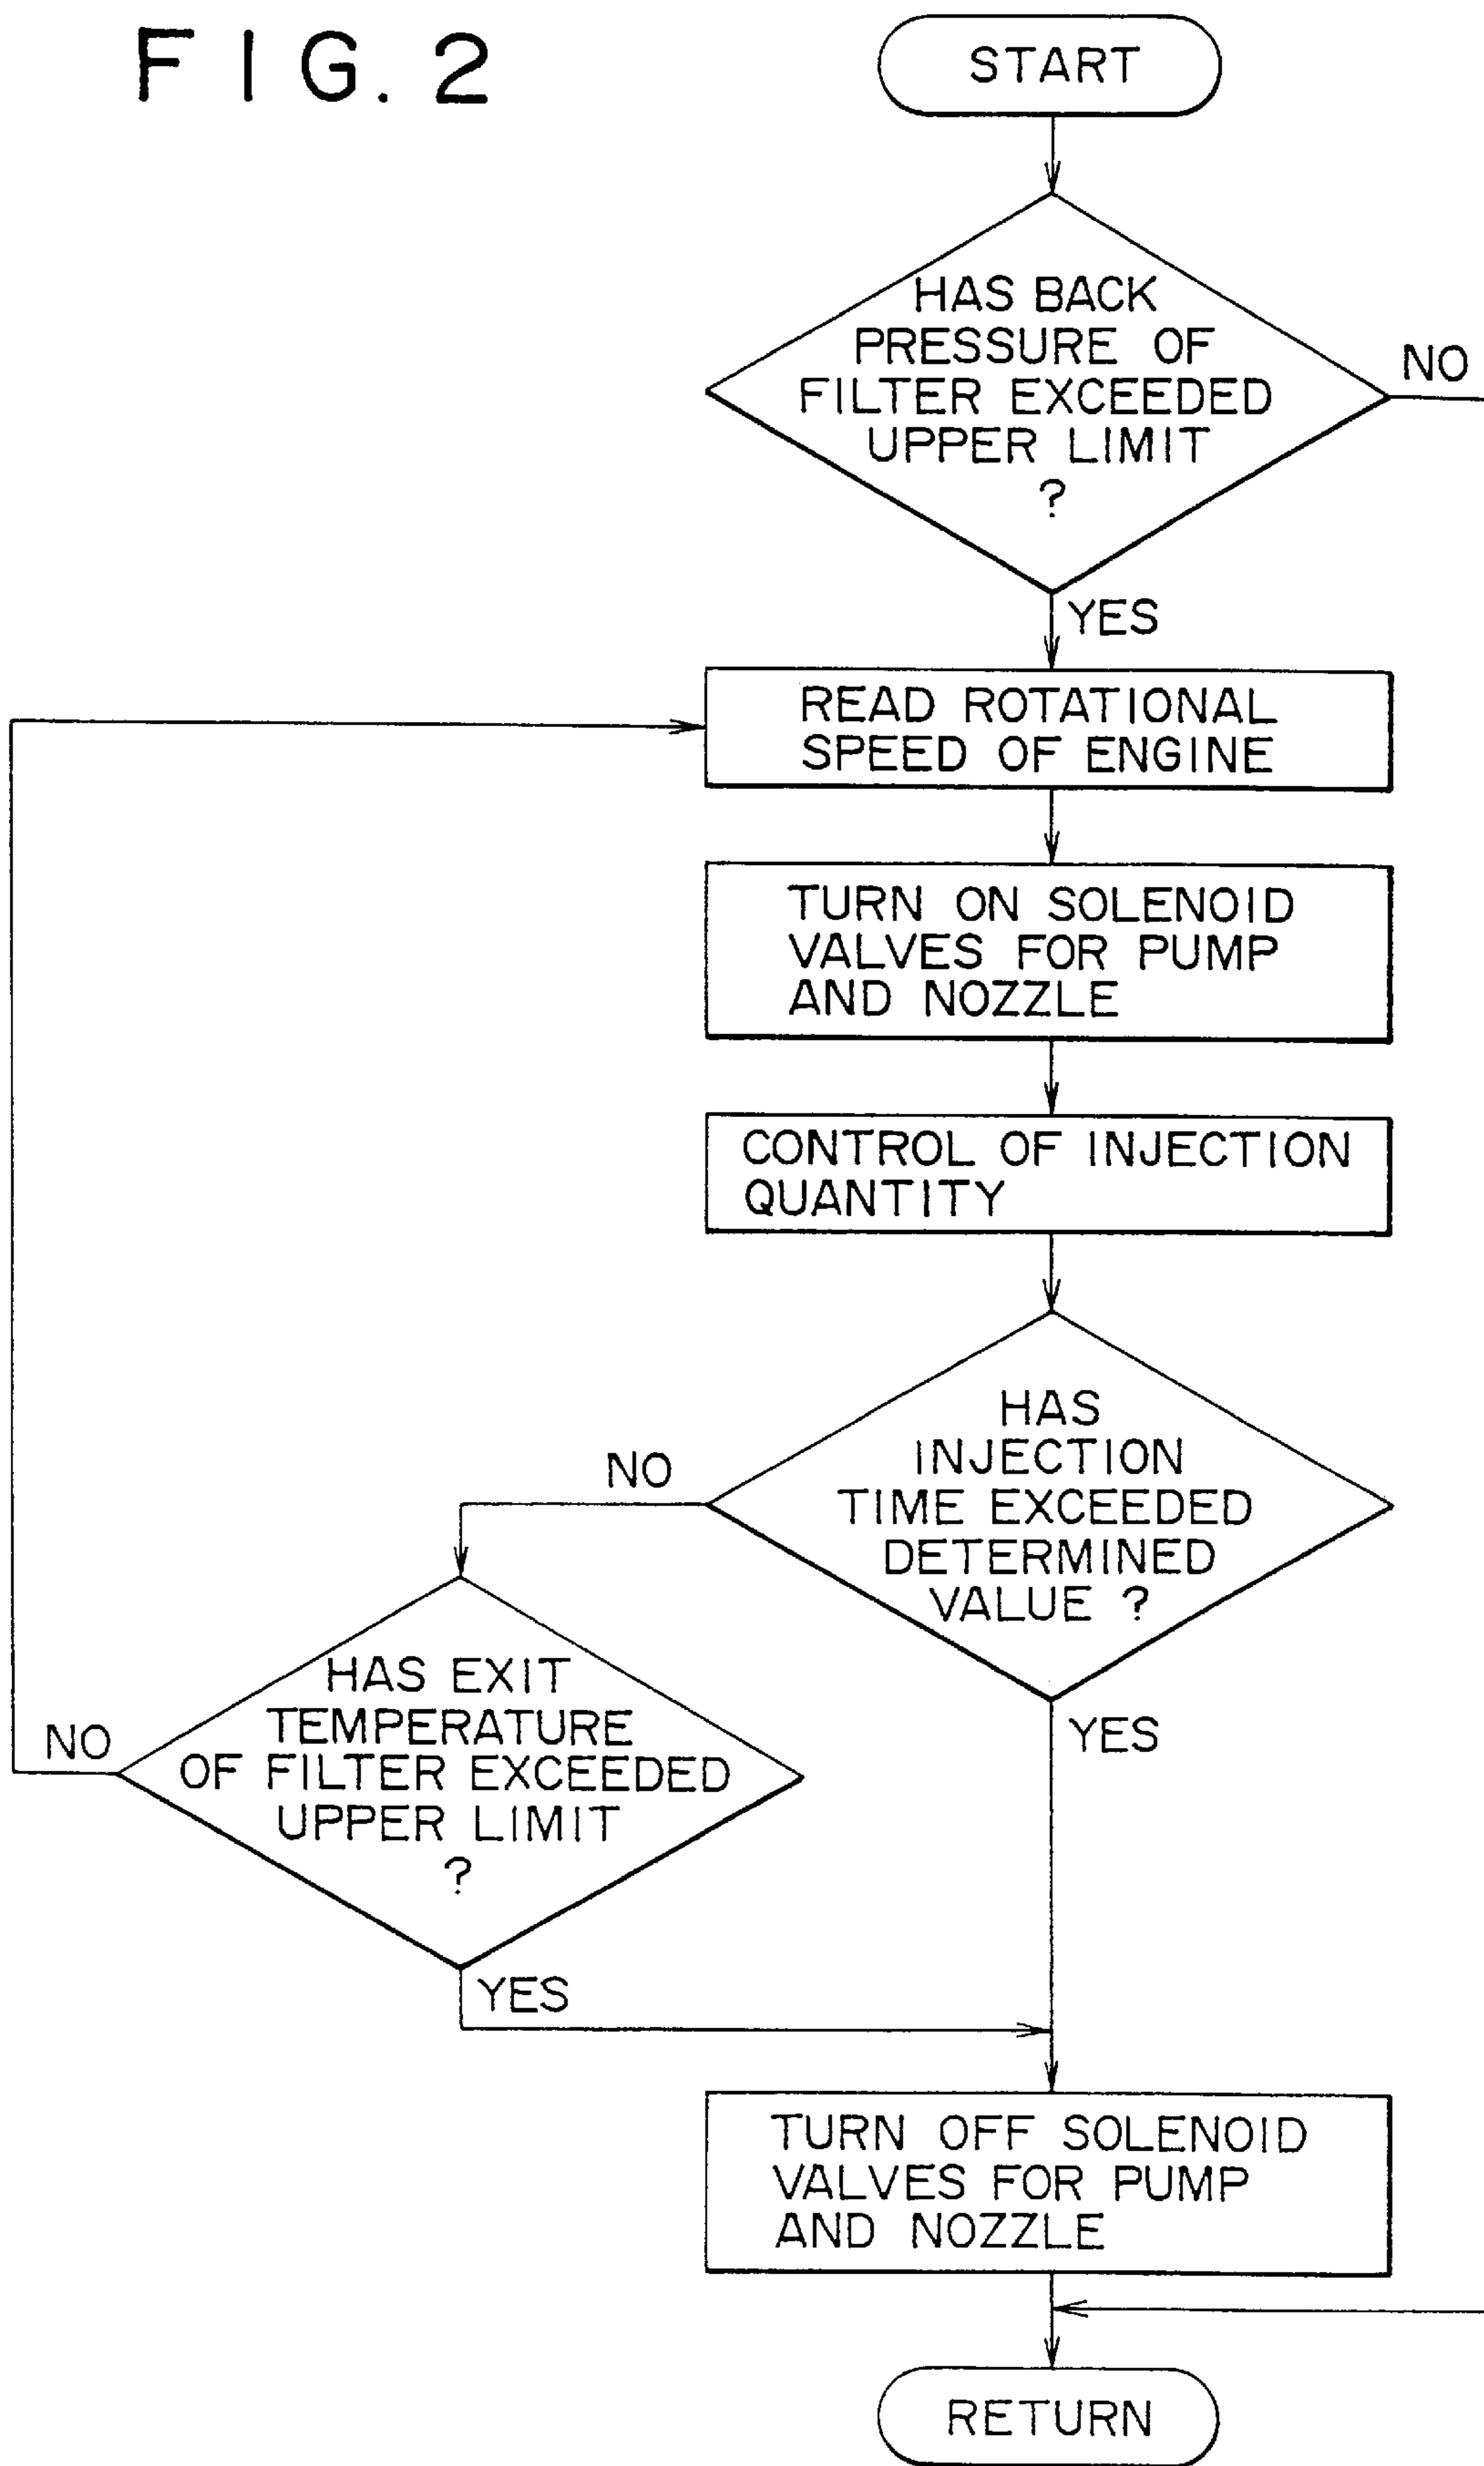 FIG. 2
START
HAS BACK
PRESSURE OF
FILTER EXCEEDED
UPPER LIMIT
?
NO
YES
READ ROTATIONAL
SPEED OF ENGINE
TURN ON SOLENOID
VALVES FOR PUMP
AND NOZZLE
CONTROL OF INJECTION
QUANTITY
HAS
INJECTION
TIME EXCEEDED
DETERMINED
VALUE ?
NO
YES
HAS EXIT
TEMPERATURE
OF FILTER EXCEEDED
UPPER LIMIT
?
NO
YES
TURN OFF SOLENOID
VALVES FOR PUMP
AND NOZZLE
RETURN